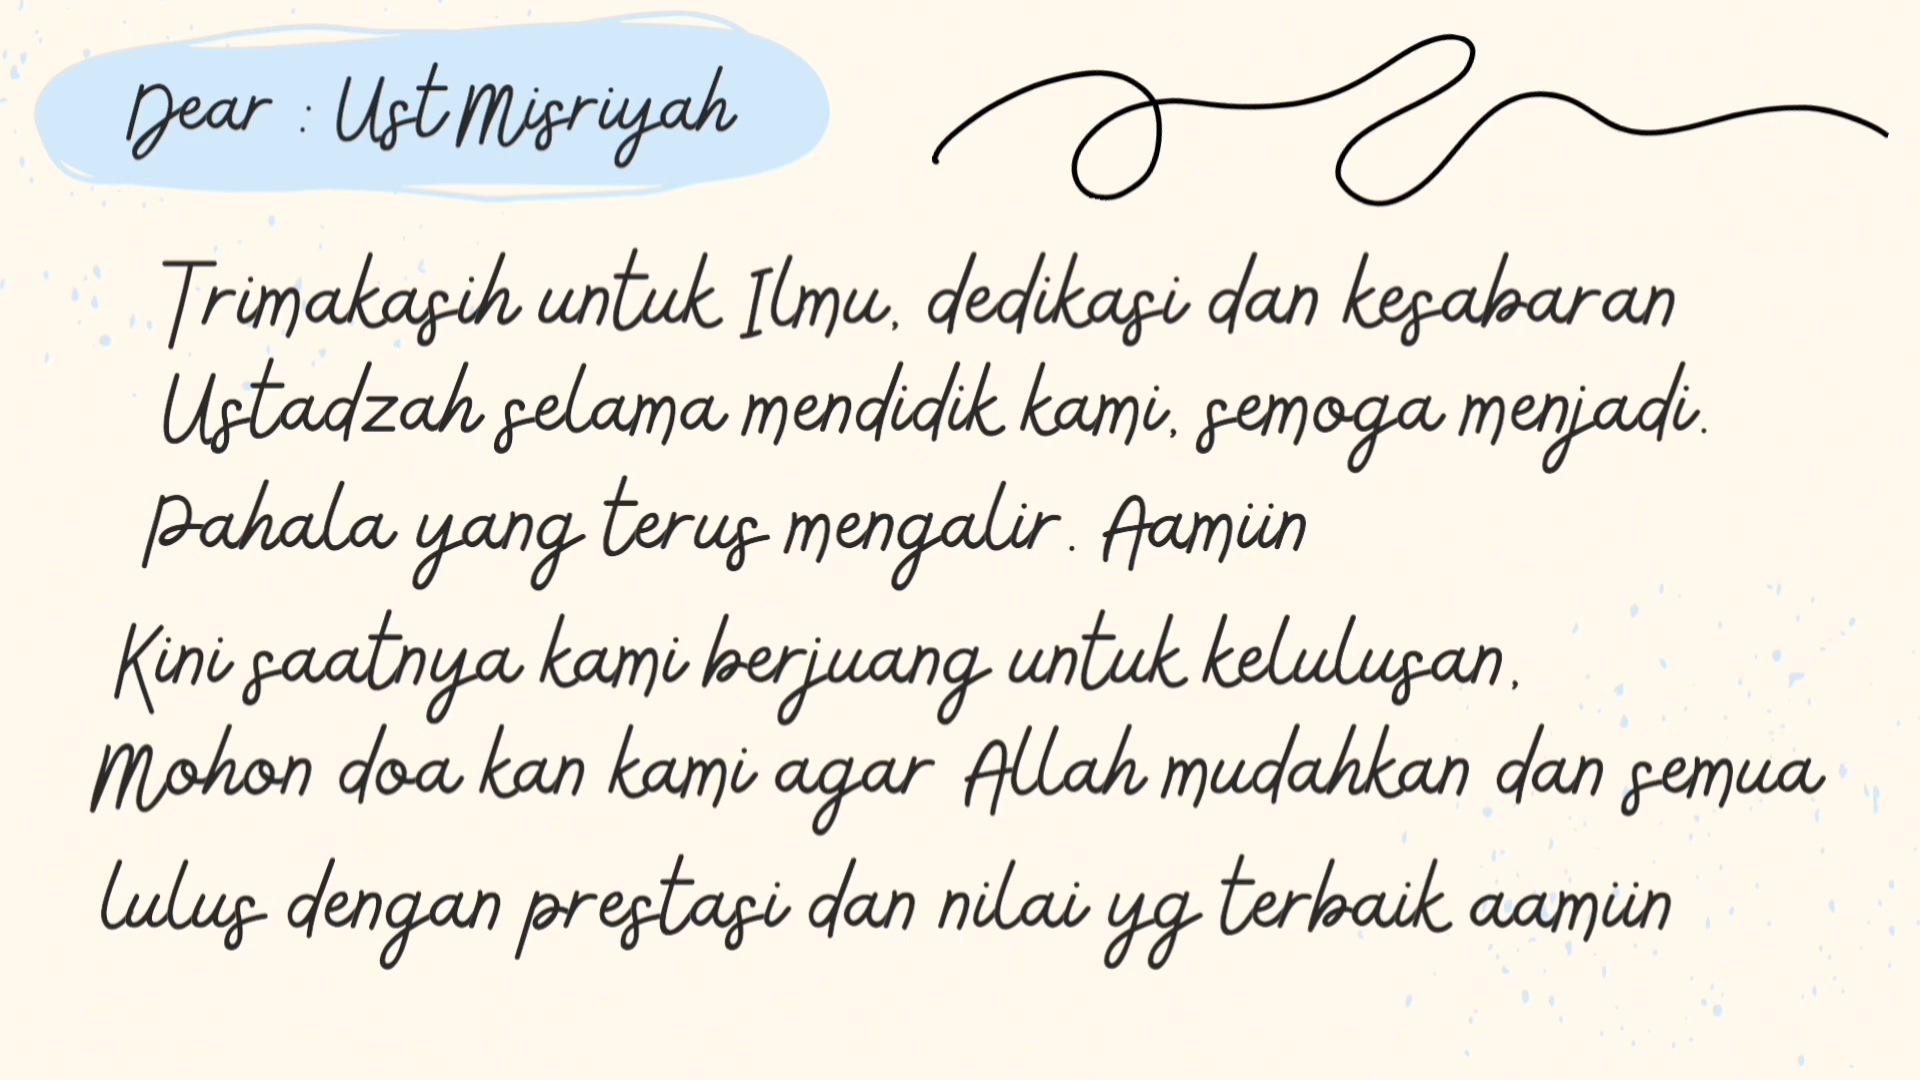 Dear : Ust Misriyah
Trimakasih untuk Ilmu, dedikasi dan kesabaran
Ustadzah selama mendidik kami, semoga menjadi.
Pahala yang terus mengalir. Aamiin
Kini saatnya kami berjuang untuk kelulusan,
Mohon doa kan kami agar Allah mudahkan dan semua
lulus dengan prestasi dan nilai yg terbaik aamiin